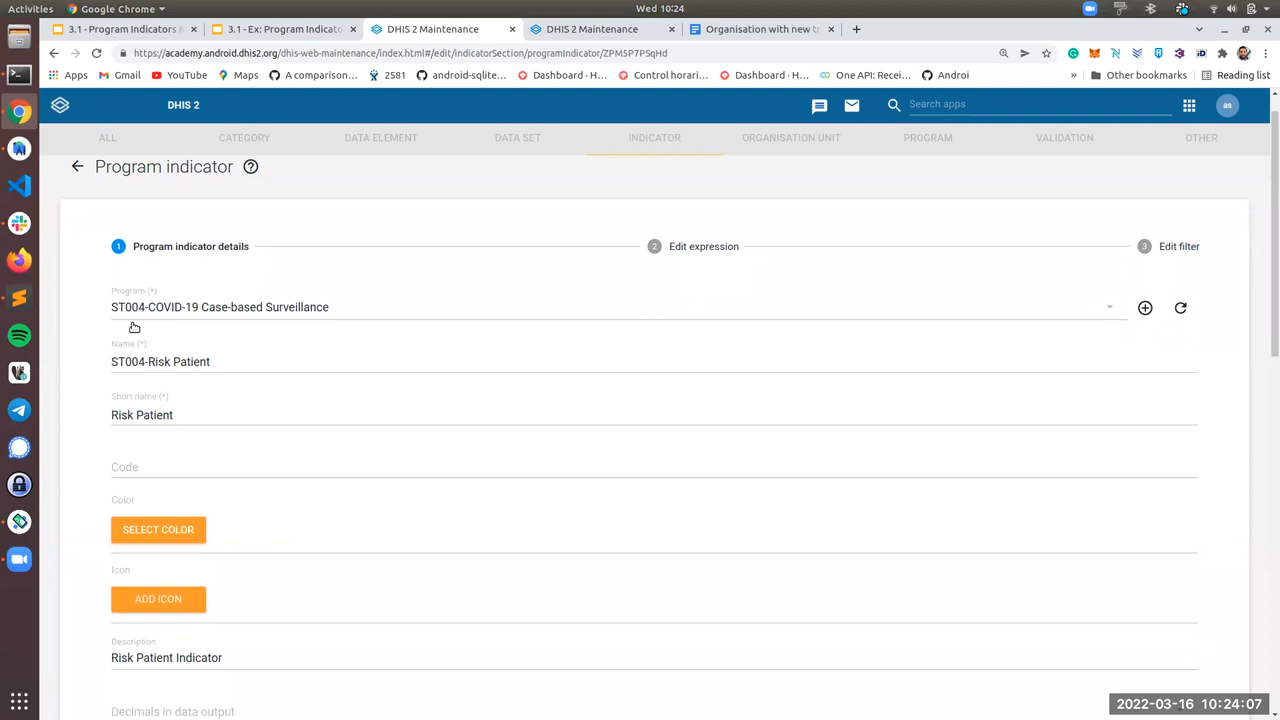 Activities
Google Chrome
Wed 10:24
3.1 - Program Indicators A
3.1 - Ex: Program Indicato
DHIS 2 Maintenance
DHIS 2 Maintenance
Organisation with new tr
https://academy.android.dhis2.org/dhis-web-maintenance/index.html#/edit/indicatorSection/programIndicator/ZPMSP7PSqHd
Apps
Gmail
YouTube
Maps
A comparison...
2581
android-sqlite...
Dashboard · H...
Control horari...
Dashboard · H...
One API: Recei...
Androi
»
Other bookmarks
Reading list
DHIS 2
Search apps
as
ALL
CATEGORY
DATA ELEMENT
DATA SET
INDICATOR
ORGANISATION UNIT
PROGRAM
VALIDATION
OTHER
Program indicator
1 Program indicator details
2 Edit expression
3 Edit filter
Program (*)
ST004-COVID-19 Case-based Surveillance
Name (*)
ST004-Risk Patient
Short name (*)
Risk Patient
Code
Color
SELECT COLOR
Icon
ADD ICON
Description
Risk Patient Indicator
Decimals in data output
2022-03-16 10:24:07